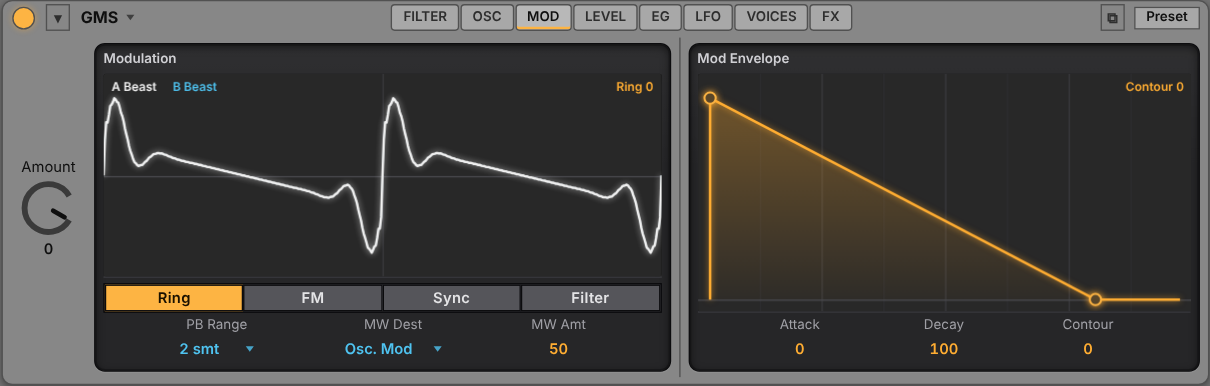 GMS
FILTER OSC MOD LEVEL EG LFO VOICES FX
Preset
Modulation
A Beast B Beast Ring 0
Amount
0
Ring FM Sync Filter
PB Range MW Dest MW Amt
2 smt Osc. Mod 50
Mod Envelope
Contour 0
Attack Decay Contour
0 100 0